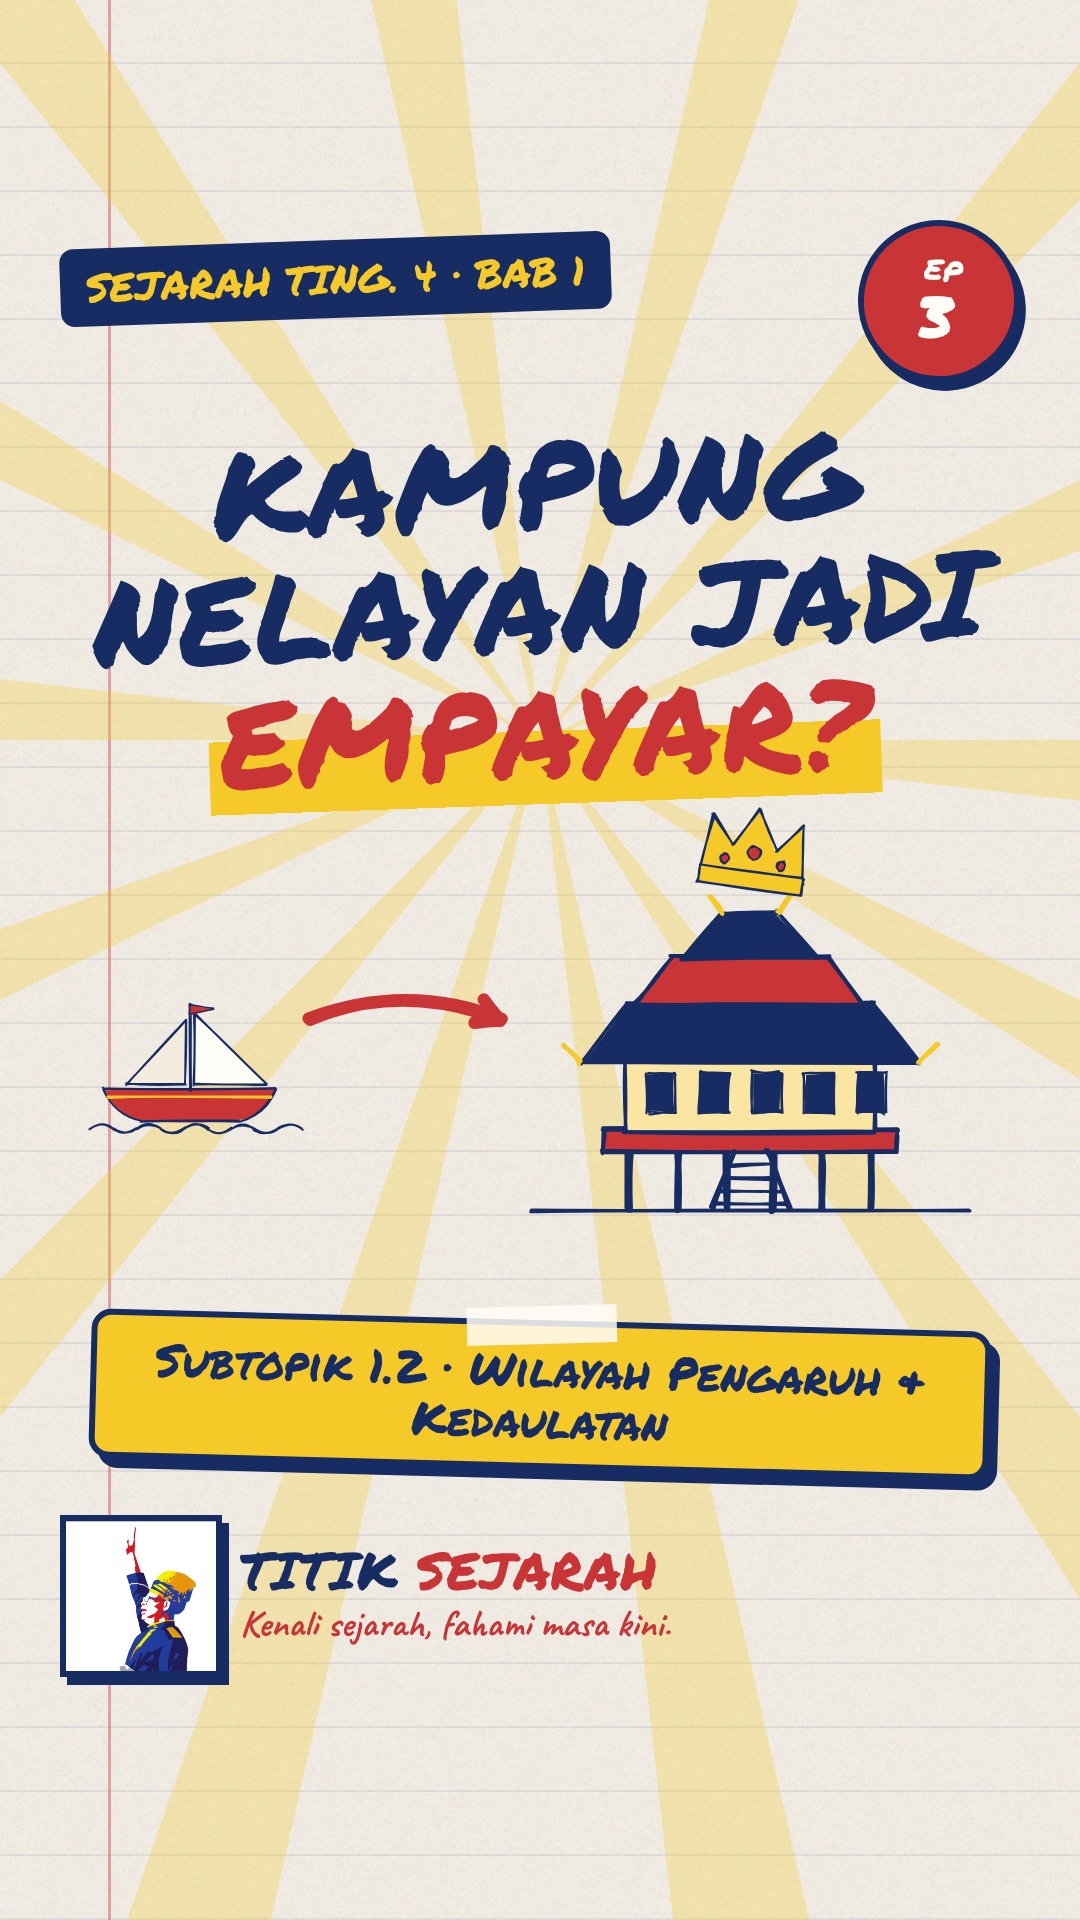 SEJARAH TING. 4 · BAB 1
EP
3
KAMPUNG
NELAYAN JADI
EMPAYAR?
SUBTOPIK 1.2 · WILAYAH PENGARUH &
KEDAULATAN
TITIK SEJARAH
Kenali sejarah, fahami masa kini.